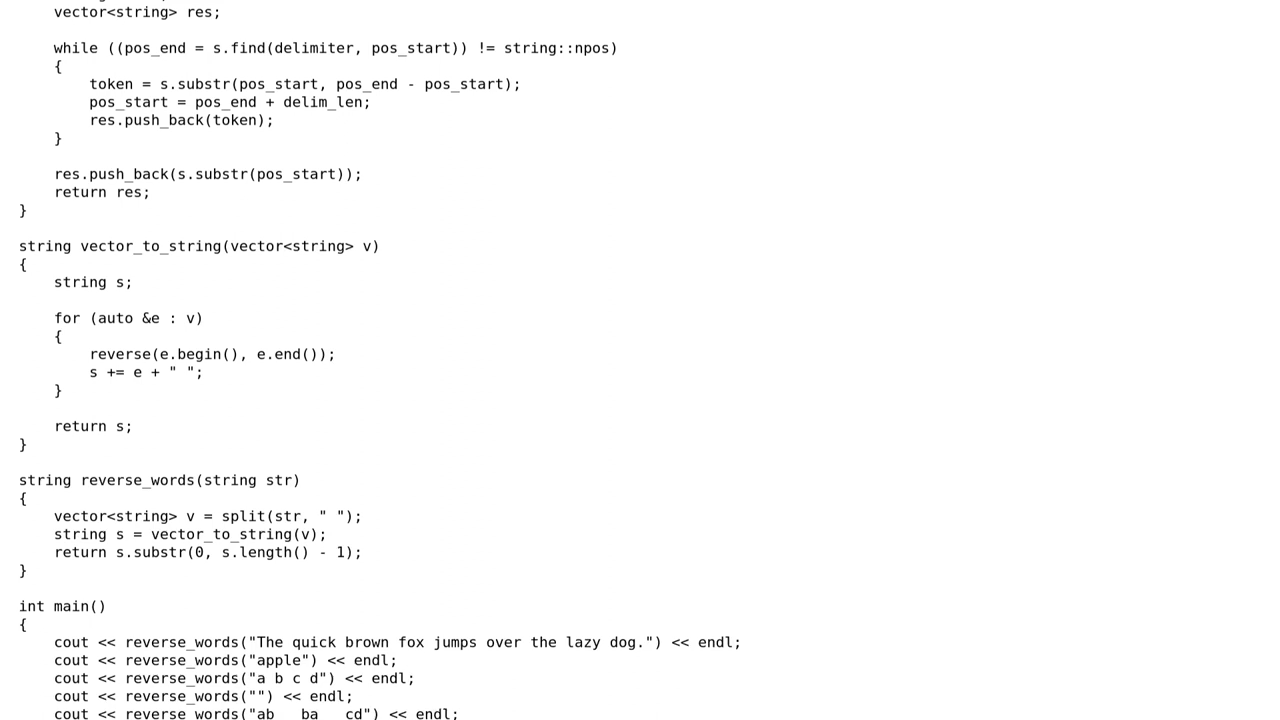 vector<string> res;

    while ((pos_end = s.find(delimiter, pos_start)) != string::npos)
    {
        token = s.substr(pos_start, pos_end - pos_start);
        pos_start = pos_end + delim_len;
        res.push_back(token);
    }

    res.push_back(s.substr(pos_start));
    return res;
}

string vector_to_string(vector<string> v)
{
    string s;

    for (auto &e : v)
    {
        reverse(e.begin(), e.end());
        s += e + " ";
    }

    return s;
}

string reverse_words(string str)
{
    vector<string> v = split(str, " ");
    string s = vector_to_string(v);
    return s.substr(0, s.length() - 1);
}

int main()
{
    cout << reverse_words("The quick brown fox jumps over the lazy dog.") << endl;
    cout << reverse_words("apple") << endl;
    cout << reverse_words("a b c d") << endl;
    cout << reverse_words("") << endl;
    cout << reverse_words("ab   ba   cd") << endl;